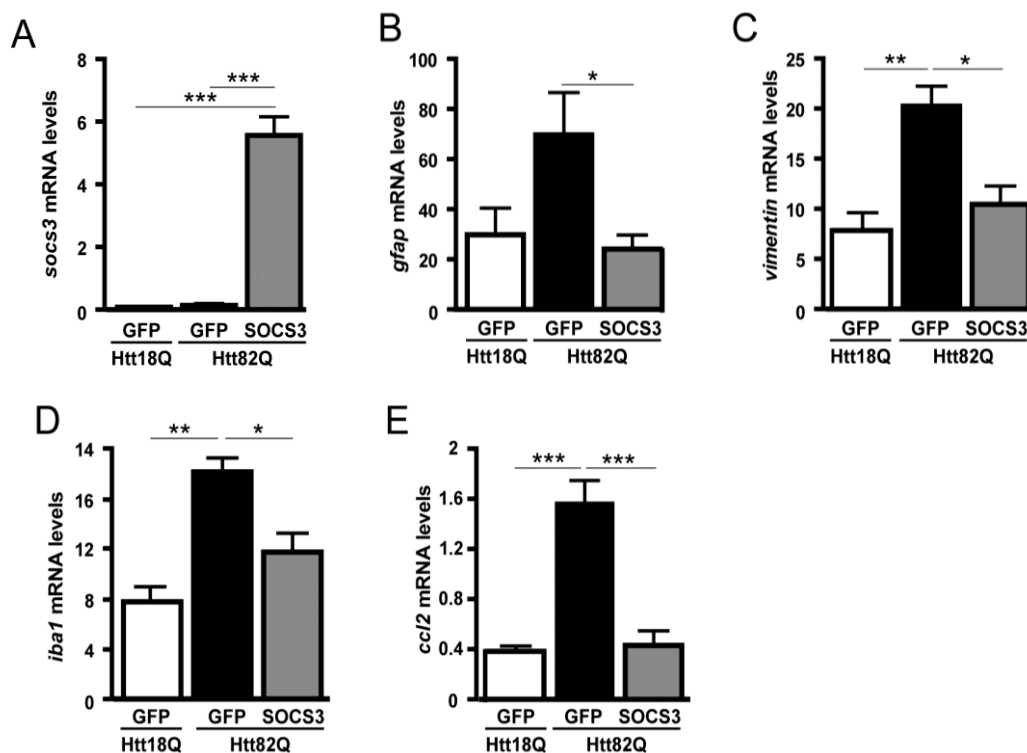 A
socs3 mRNA levels
8
6
4
2
0
***
***
GFP GFP SOCS3
Htt18Q Htt82Q
B
gfap mRNA levels
100
80
60
40
20
0
*
GFP GFP SOCS3
Htt18Q Htt82Q
C
vimentin mRNA levels
25
20
15
10
5
0
** *
GFP GFP SOCS3
Htt18Q Htt82Q
D
iba1 mRNA levels
14
16
12
8
4
0
** *
GFP GFP SOCS3
Htt18Q Htt82Q
E
ccl2 mRNA levels
2
1.6
1.2
0.8
0.4
0
*** ***
GFP GFP SOCS3
Htt18Q Htt82Q